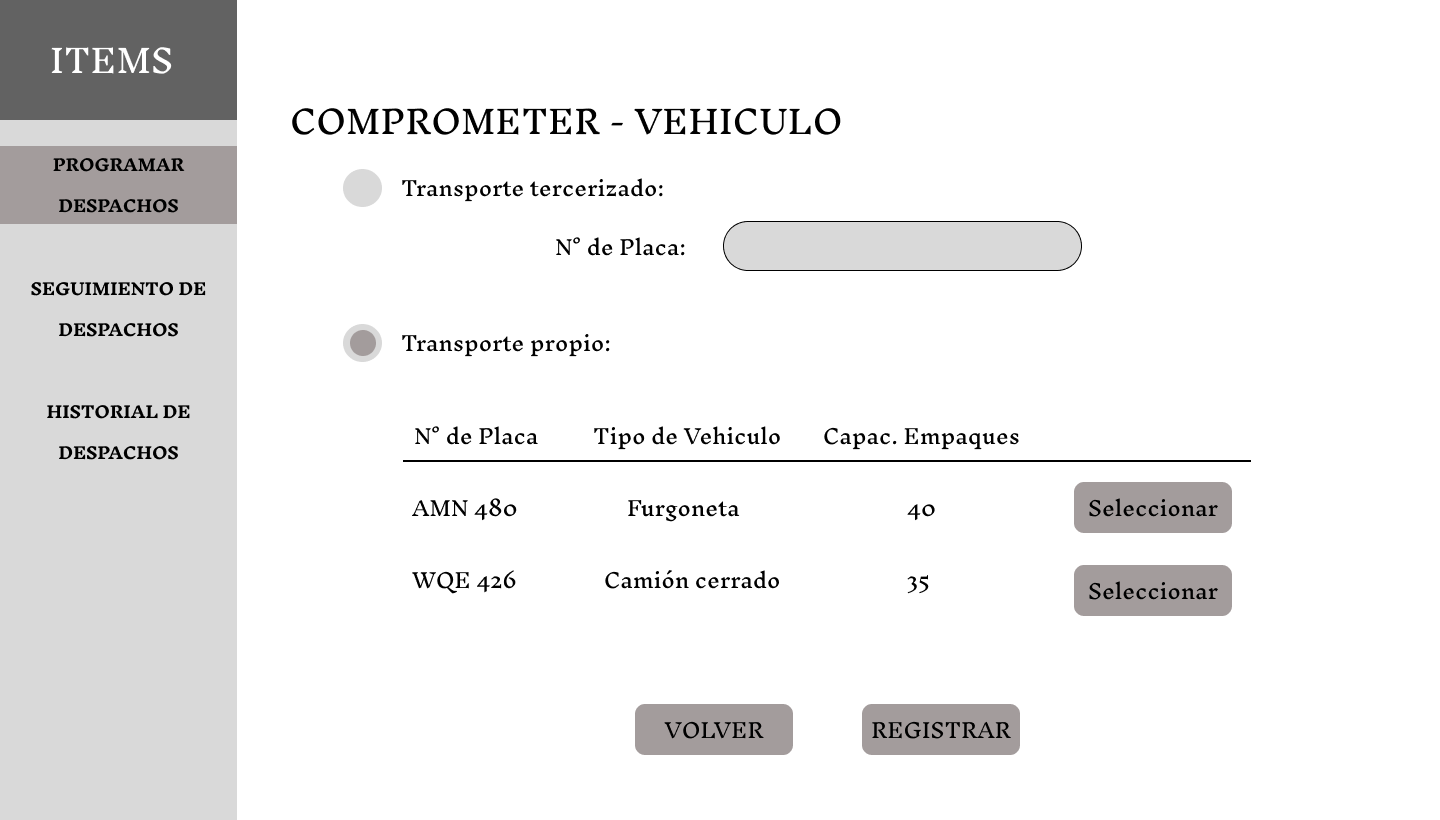 ITEMS
PROGRAMAR
DESPACHOS
SEGUIMIENTO DE
DESPACHOS
HISTORIAL DE
DESPACHOS
COMPROMETER - VEHICULO
Transporte tercerizado:
N° de Placa:
Transporte propio:
N° de Placa Tipo de Vehiculo Capac. Empaques
AMN 480 Furgoneta 40 Seleccionar
WQE 426 Camión cerrado 35 Seleccionar
VOLVER REGISTRAR